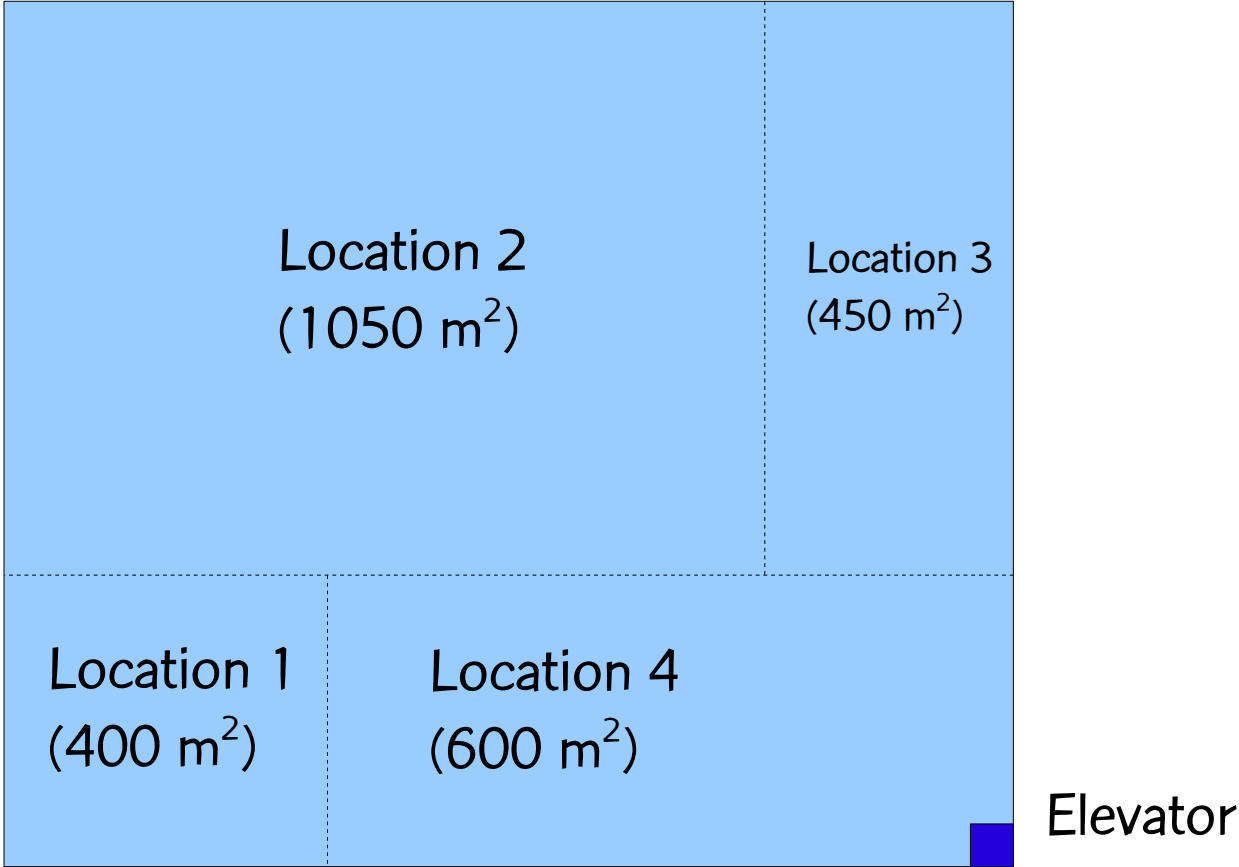 Location 2
(1050 m²)
Location 3
(450 m²)
Location 1
(400 m²)
Location 4
(600 m²)
Elevator